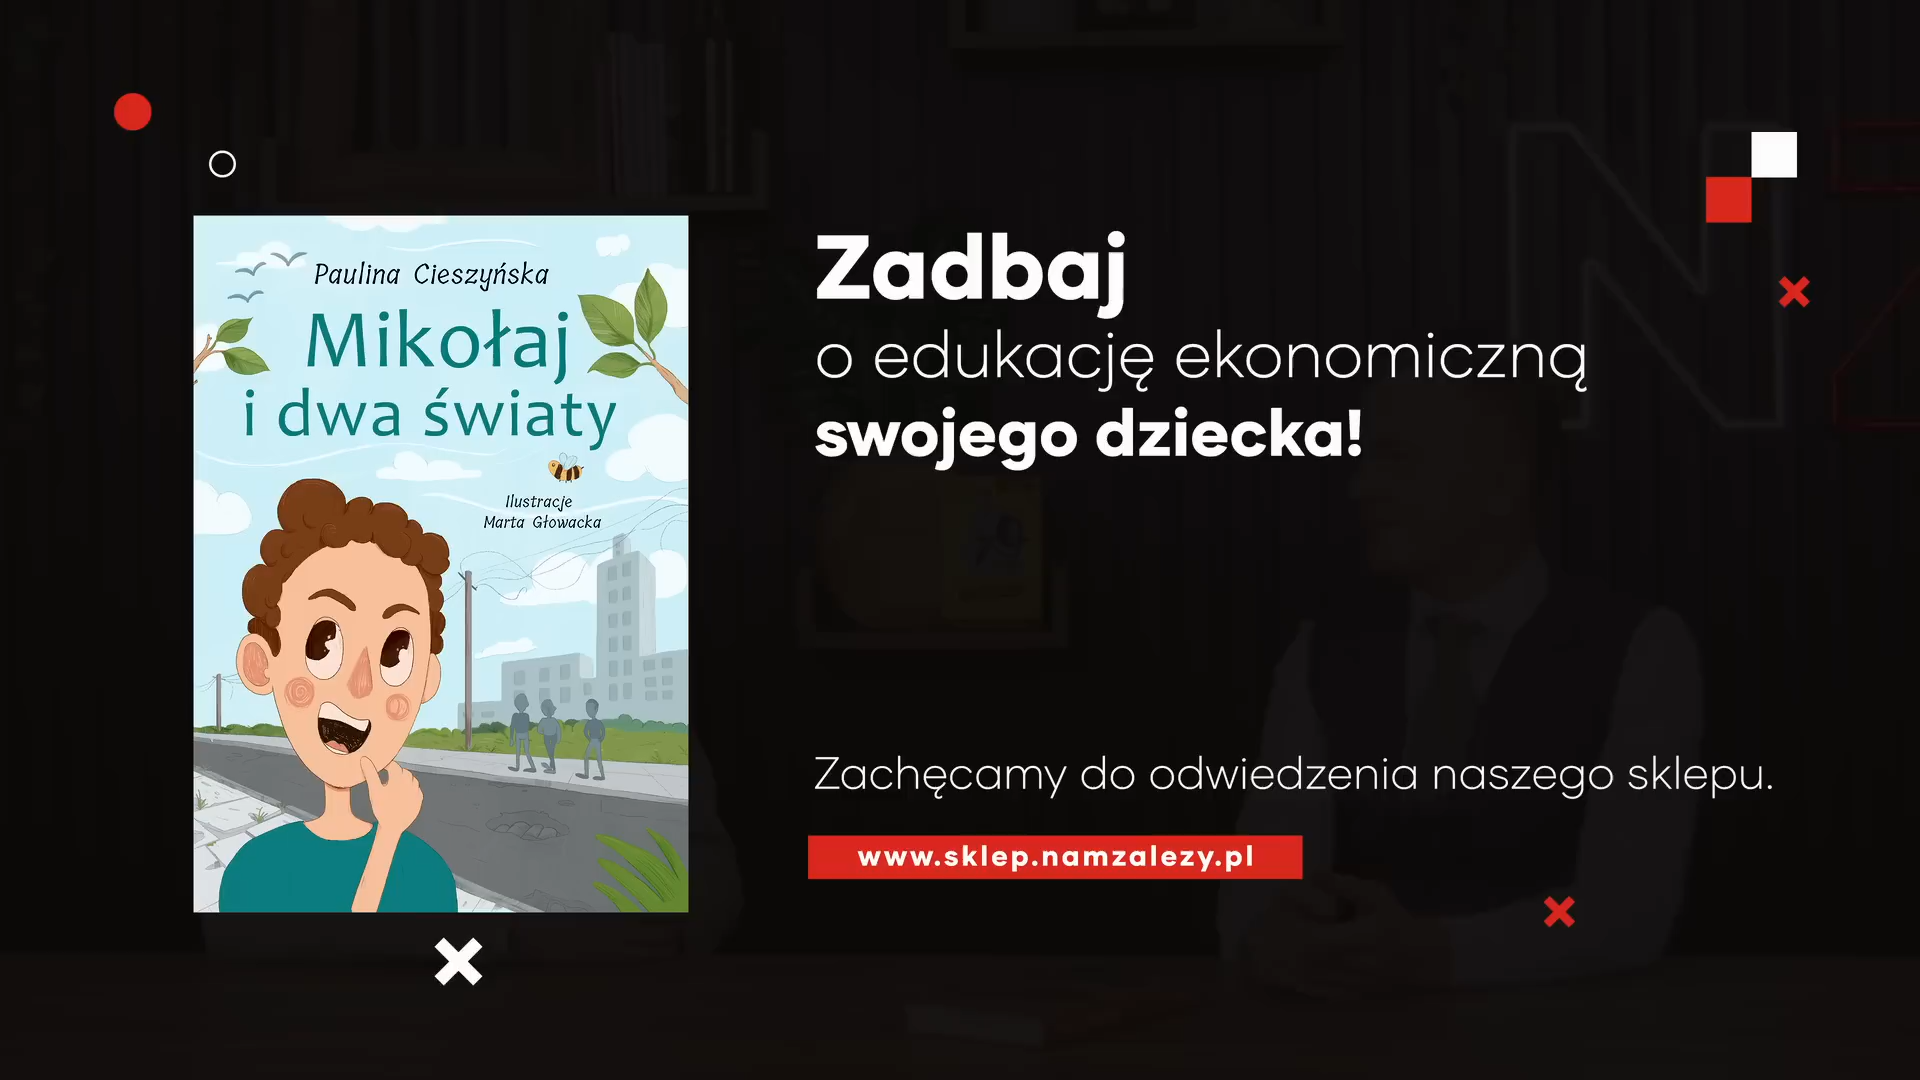 Paulina Cieszyńska
Mikołaj
i dwa światy
Ilustracje
Marta Głowacka
Zadbaj
o edukację ekonomiczną
swojego dziecka!
Zachęcamy do odwiedzenia naszego sklepu.
www.sklep.namzalezy.pl
NZ